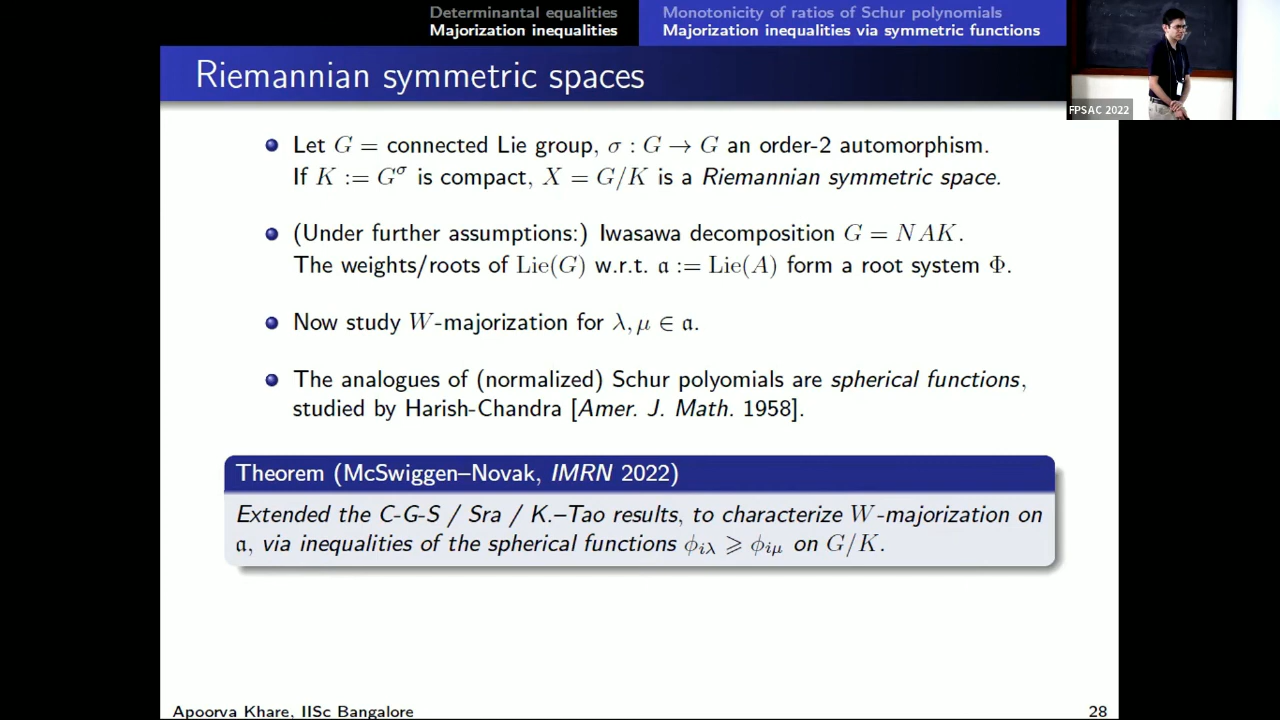 Determinantal equalities
Majorization inequalities
Monotonicity of ratios of Schur polynomials
Majorization inequalities via symmetric functions
Riemannian symmetric spaces
FPSAC 2022
Let G = connected Lie group, σ : G → G an order-2 automorphism.
If K := G^σ is compact, X = G/K is a Riemannian symmetric space.
(Under further assumptions:) Iwasawa decomposition G = NAK.
The weights/roots of Lie(G) w.r.t. 𝔞 := Lie(A) form a root system Φ.
Now study W-majorization for λ, μ ∈ 𝔞.
The analogues of (normalized) Schur polyomials are spherical functions,
studied by Harish-Chandra [Amer. J. Math. 1958].
Theorem (McSwiggen–Novak, IMRN 2022)
Extended the C-G-S / Sra / K.–Tao results, to characterize W-majorization on
𝔞, via inequalities of the spherical functions ϕ_{iλ} ⩾ ϕ_{iμ} on G/K.
Apoorva Khare, IISc Bangalore
28